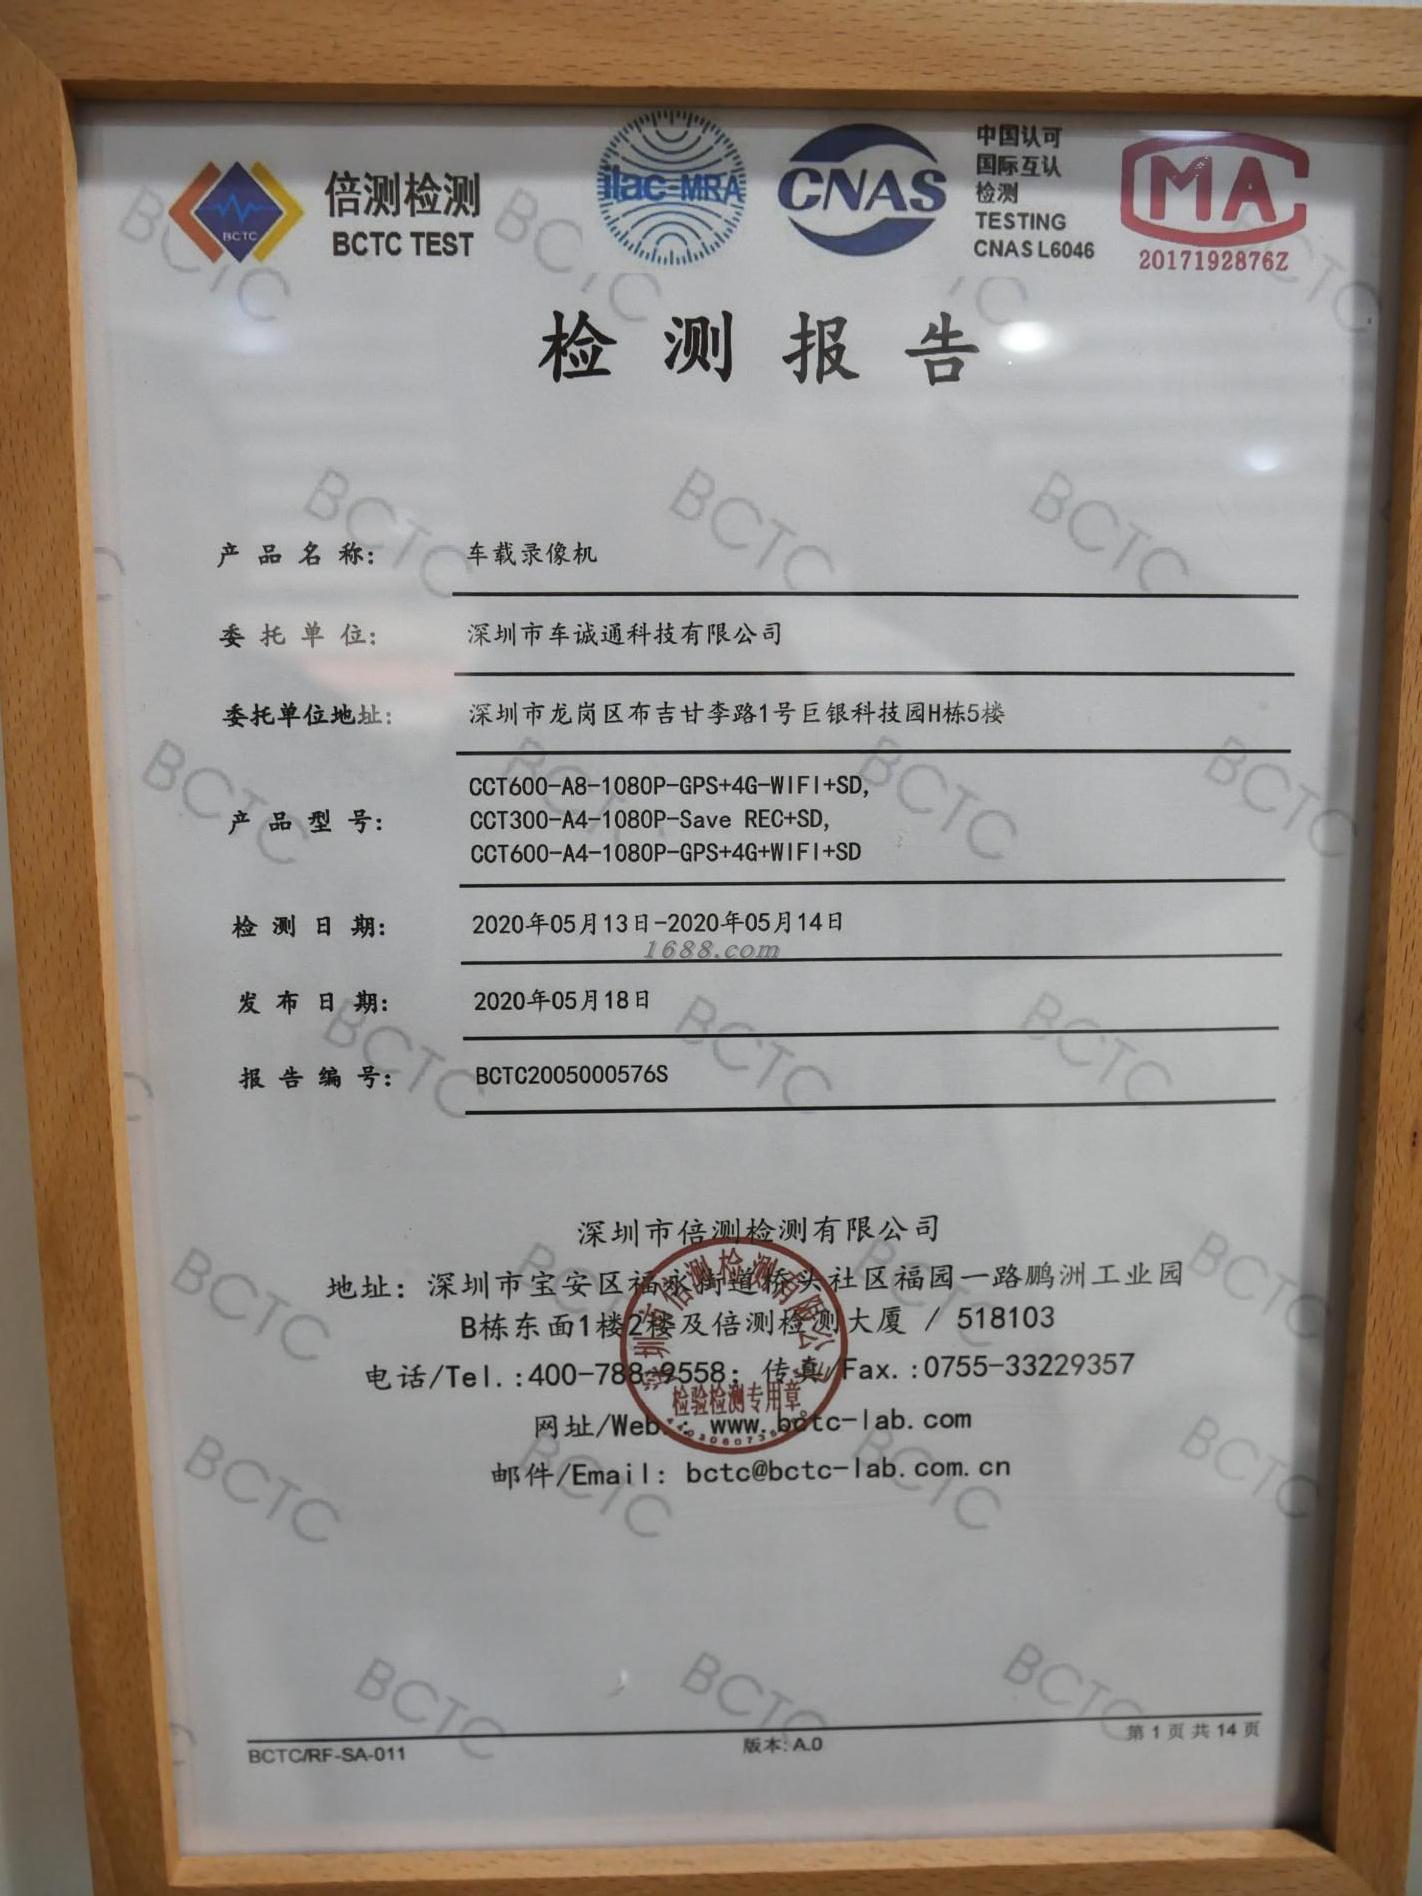 倍测检测
BCTC TEST
BCTC
ilac-MRA
CNAS
中国认可
国际互认
检测
TESTING
CNAS L6046
MA
2017192876Z
检测报告
产品名称: 车载录像机
委托单位: 深圳市车诚通科技有限公司
委托单位地址: 深圳市龙岗区布吉甘李路1号巨银科技园H栋5楼
产品型号: CCT600-A8-1080P-GPS+4G-WIFI+SD,
CCT300-A4-1080P-Save REC+SD,
CCT600-A4-1080P-GPS+4G+WIFI+SD
检测日期: 2020年05月13日-2020年05月14日
1688.com
发布日期: 2020年05月18日
报告编号: BCTC2005000576S
深圳市倍测检测有限公司
地址: 深圳市宝安区福永街道桥头社区福园一路鹏洲工业园
B栋东面1楼2楼及倍测检测大厦 / 518103
电话/Tel.:400-788-9558; 传真/Fax.:0755-33229357
网址/Web.: www.bctc-lab.com
邮件/Email: bctc@bctc-lab.com.cn
深圳市倍测检测有限公司
检验检测专用章
BCTC/RF-SA-011
版本: A.0
第 1 页 共 14 页